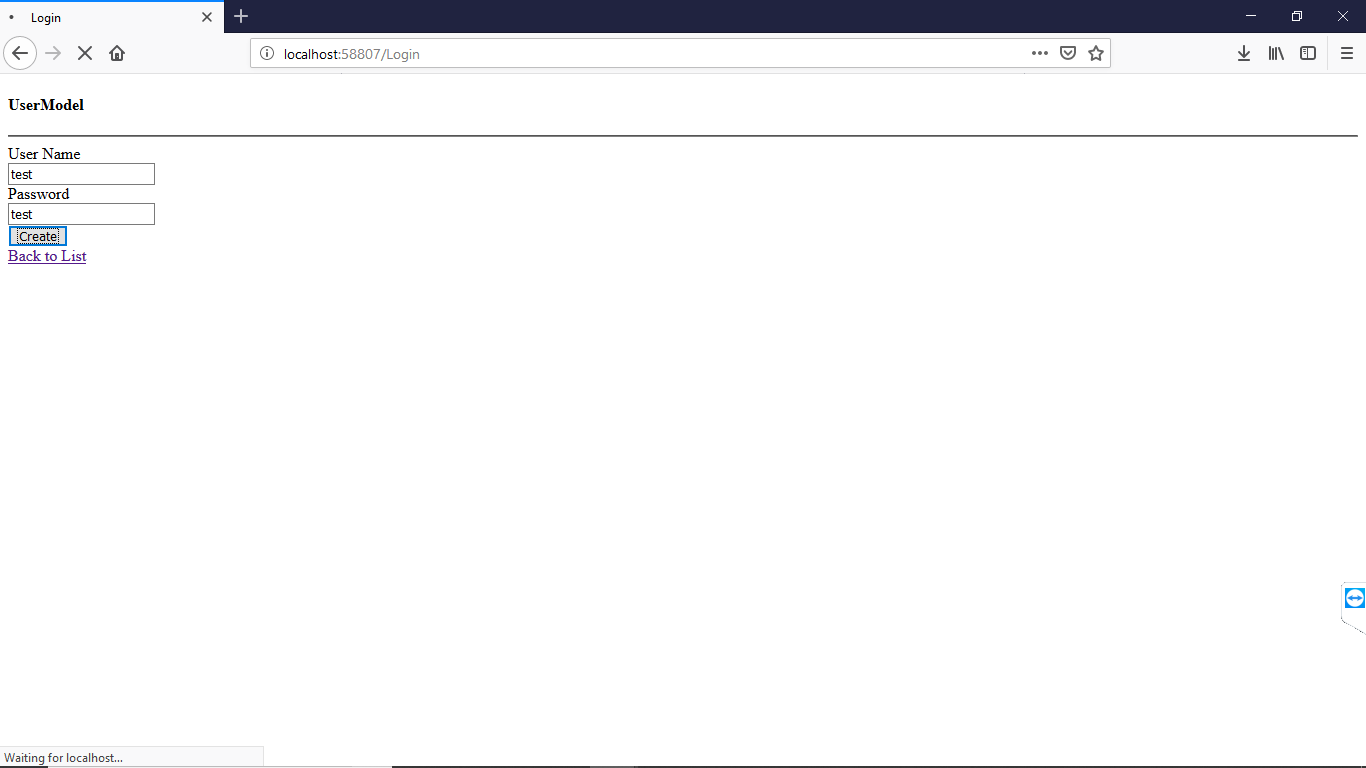 Login
localhost:58807/Login
UserModel
User Name
test
Password
test
Create
Back to List
Waiting for localhost...